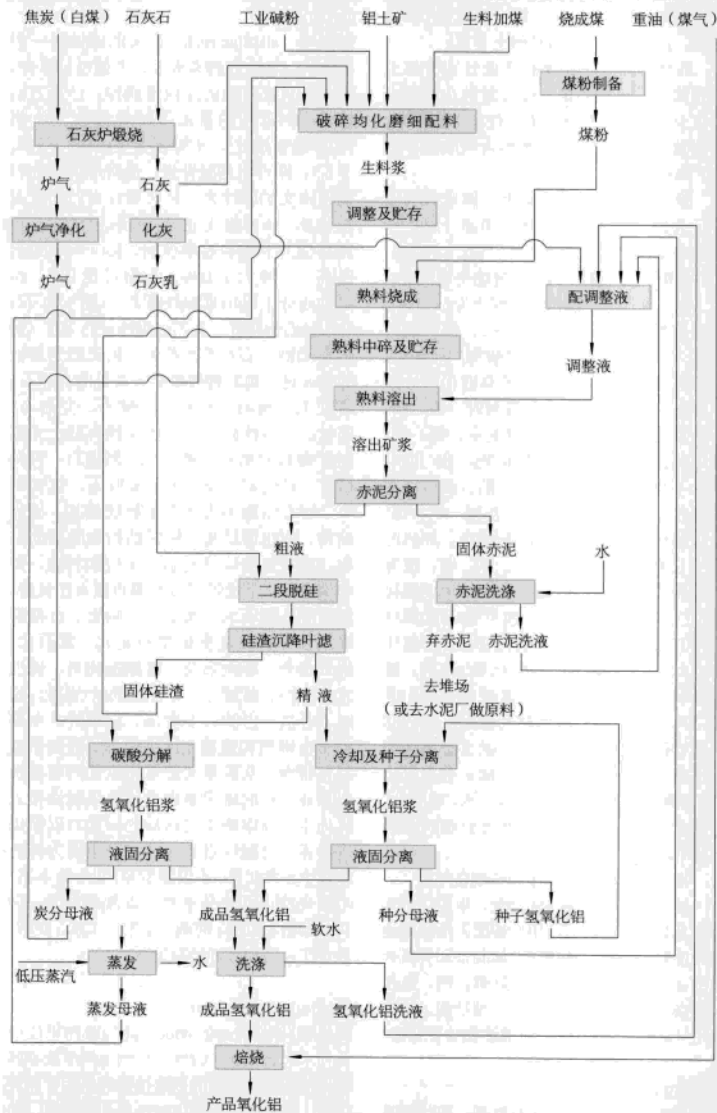 焦炭（白煤） 石灰石 工业碱粉 铝土矿 生料加煤 烧成煤 重油（煤气）
煤粉制备
破碎均化磨细配料
石灰炉煅烧 煤粉
生料浆
炉气 石灰
调整及贮存
炉气净化 化灰
炉气 石灰乳
熟料烧成 配调整液
熟料中碎及贮存
调整液
熟料溶出
溶出矿浆
赤泥分离
粗液 固体赤泥 水
二段脱硅 赤泥洗涤
硅渣沉降叶滤 弃赤泥 赤泥洗液
固体硅渣 精液 去堆场
（或去水泥厂做原料）
碳酸分解 冷却及种子分离
氢氧化铝浆 氢氧化铝浆
液固分离 液固分离
炭分母液 成品氢氧化铝 种分母液 种子氢氧化铝
软水
蒸发 水 洗涤
低压蒸汽
蒸发母液 成品氢氧化铝 氢氧化铝洗液
焙烧
产品氧化铝